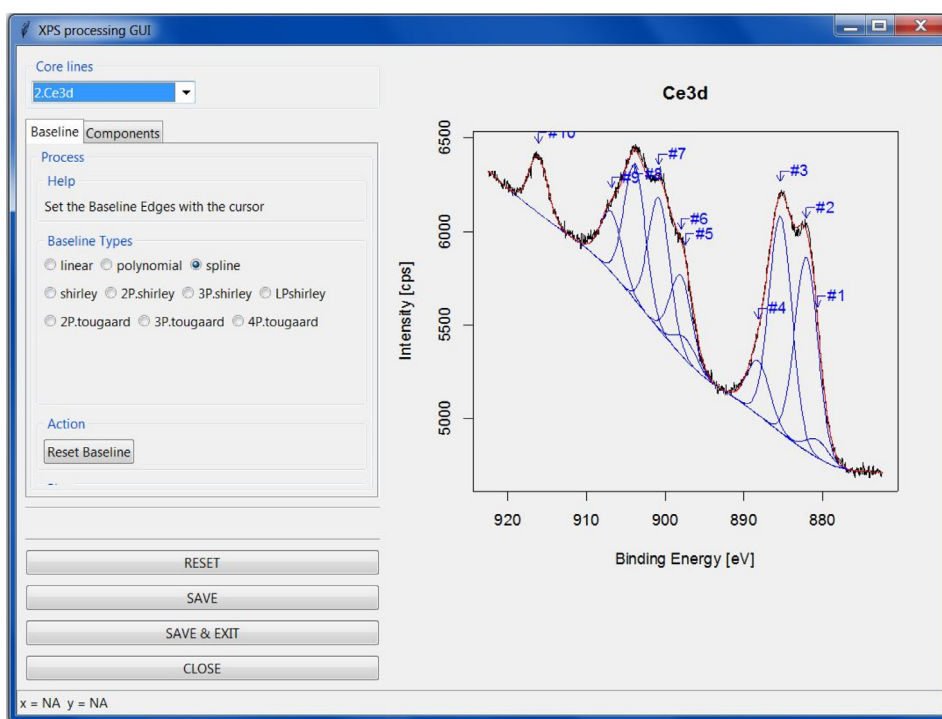 XPS processing GUI
Core lines
2.Ce3d
Baseline Components
Process
Help
Set the Baseline Edges with the cursor
Baseline Types
linear polynomial spline
shirley 2P.shirley 3P.shirley LPshirley
2P.tougaard 3P.tougaard 4P.tougaard
Action
Reset Baseline
RESET
SAVE
SAVE & EXIT
CLOSE
x = NA y = NA
Ce3d
Intensity [cps]
6500
6000
5500
5000
#10
#9
#8
#7
#6
#5
#4
#3
#2
#1
920 910 900 890 880
Binding Energy [eV]